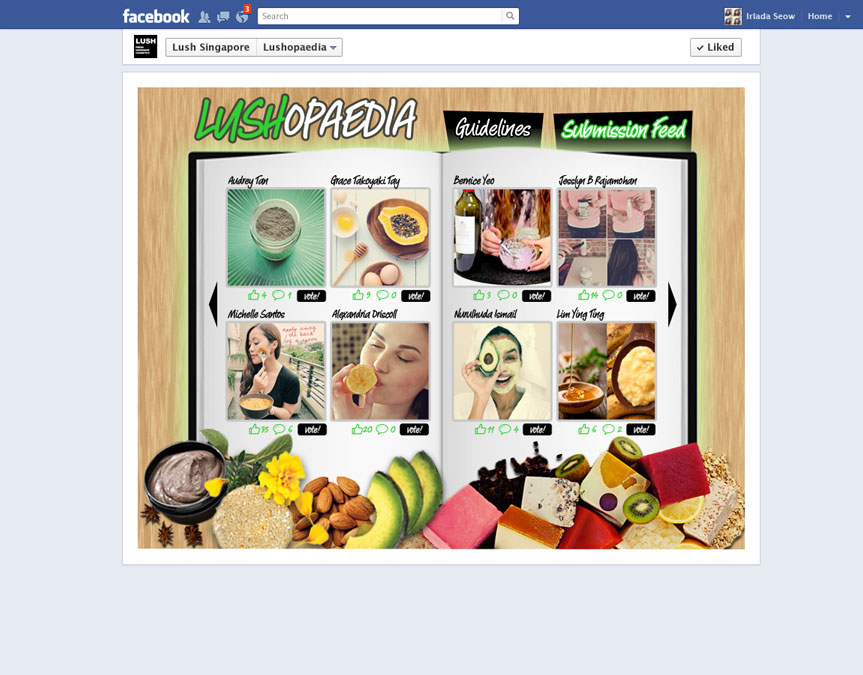 facebook
3
Search
Irlada Seow
Home
LUSH
Lush Singapore
Lushopaedia
Liked
LUSHOPAEDIA
Guidelines
Submission Feed
Audrey Tan
Grace Takoyaki Tay
Bernice Yeo
Jesslyn B Rajamohan
4 1 vote!
9 0 vote!
3 0 vote!
14 0 vote!
Michelle Santos
Alexandria Driscoll
Nurulhuda Ismail
Lim Ying Ting
35 6 vote!
20 0 vote!
11 4 vote!
6 2 vote!